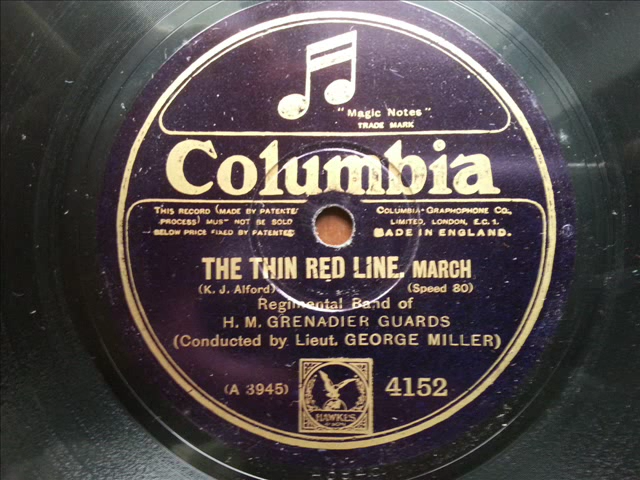 "Magic Notes"
TRADE MARK
Columbia
THIS RECORD (MADE BY PATENTED
PROCESS) MUST NOT BE SOLD
BELOW PRICE FIXED BY PATENTEE)
COLUMBIA GRAPHOPHONE CO.,
LIMITED, LONDON, E.C.1.
MADE IN ENGLAND.
THE THIN RED LINE. MARCH
(K. J. Alford) (Speed 80)
Regimental Band of
H. M. GRENADIER GUARDS
(Conducted by Lieut. GEORGE MILLER)
(A 3945) 4152
HAWKES